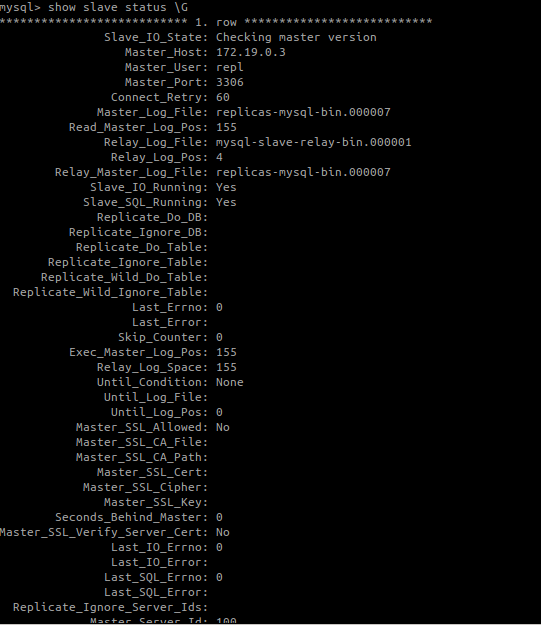 mysql> show slave status \G
*************************** 1. row ***************************
Slave_IO_State: Checking master version
Master_Host: 172.19.0.3
Master_User: repl
Master_Port: 3306
Connect_Retry: 60
Master_Log_File: replicas-mysql-bin.000007
Read_Master_Log_Pos: 155
Relay_Log_File: mysql-slave-relay-bin.000001
Relay_Log_Pos: 4
Relay_Master_Log_File: replicas-mysql-bin.000007
Slave_IO_Running: Yes
Slave_SQL_Running: Yes
Replicate_Do_DB:
Replicate_Ignore_DB:
Replicate_Do_Table:
Replicate_Ignore_Table:
Replicate_Wild_Do_Table:
Replicate_Wild_Ignore_Table:
Last_Errno: 0
Last_Error:
Skip_Counter: 0
Exec_Master_Log_Pos: 155
Relay_Log_Space: 155
Until_Condition: None
Until_Log_File:
Until_Log_Pos: 0
Master_SSL_Allowed: No
Master_SSL_CA_File:
Master_SSL_CA_Path:
Master_SSL_Cert:
Master_SSL_Cipher:
Master_SSL_Key:
Seconds_Behind_Master: 0
Master_SSL_Verify_Server_Cert: No
Last_IO_Errno: 0
Last_IO_Error:
Last_SQL_Errno: 0
Last_SQL_Error:
Replicate_Ignore_Server_Ids:
Master_Server_Id: 100